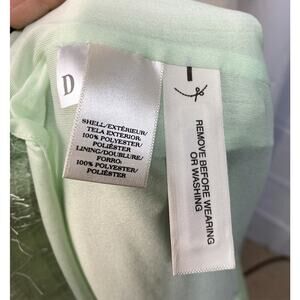 D
SHELL/EXTÉRIEUR/
TELA EXTERIOR/
100% POLYESTER/
POLIÉSTER
LINING/DOUBLURE/
FORRO:
100% POLYESTER/
POLIÉSTER
REMOVE BEFORE WEARING
OR WASHING